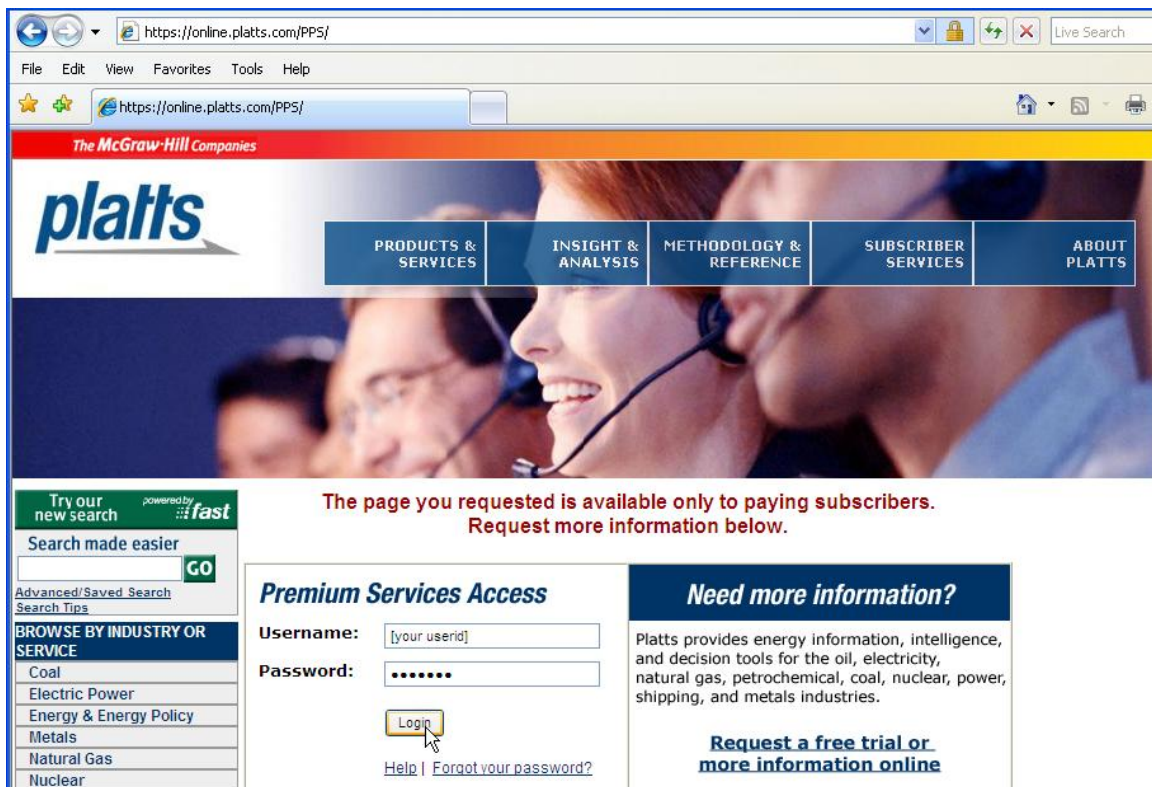 https://online.platts.com/PPS/
Live Search
File Edit View Favorites Tools Help
https://online.platts.com/PPS/
The McGraw·Hill Companies
platts
PRODUCTS & SERVICES
INSIGHT & ANALYSIS
METHODOLOGY & REFERENCE
SUBSCRIBER SERVICES
ABOUT PLATTS
Try our new search
powered by fast
Search made easier
GO
Advanced/Saved Search
Search Tips
BROWSE BY INDUSTRY OR SERVICE
Coal
Electric Power
Energy & Energy Policy
Metals
Natural Gas
Nuclear
The page you requested is available only to paying subscribers.
Request more information below.
Premium Services Access
Username: [your userid]
Password: •••••••
Login
Help | Forgot your password?
Need more information?
Platts provides energy information, intelligence,
and decision tools for the oil, electricity,
natural gas, petrochemical, coal, nuclear, power,
shipping, and metals industries.
Request a free trial or
more information online